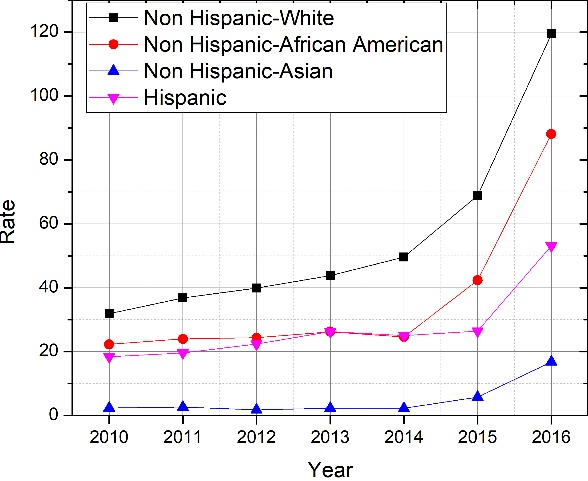 Non Hispanic-White
Non Hispanic-African American
Non Hispanic-Asian
Hispanic
120
100
80
60
40
20
0
Rate
2010 2011 2012 2013 2014 2015 2016
Year